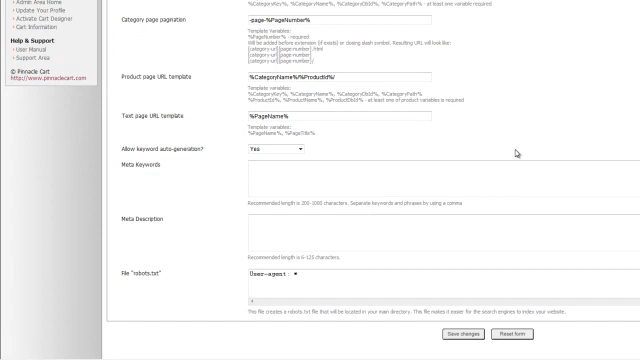 Admin Area Home
Update Your Profile
Activate Cart Designer
Cart Information
Help & Support
User Manual
Support Area
© Pinnacle Cart
http://www.pinnaclecart.com
%CategoryKey%, %CategoryName%, %CategoryDbId%, %CategoryPath% - at least one variable required
Category page pagination
-page-%PageNumber%
Template Variables:
%PageNumber% - required
Will be added before extension (if exists) or closing slash symbol. Resulting URL will look like:
[category-url][page-number].html
[category-url][page-number]
[category-url][page-number]/
Product page URL template
%CategoryName%/%ProductId%/
Template variables:
%CategoryKey%, %CategoryName%, %CategoryDbId%, %CategoryPath%
%ProductId%, %ProductName%, %ProductDbId% - at least one of product variables is required
Text page URL template
%PageName%
Template variables:
%PageName%, %PageTitle%
Allow keyword auto-generation?
Yes
Meta Keywords
Recommended length is 200-1000 characters. Separate keywords and phrases by using a comma
Meta Description
Recommended length is 6-125 characters.
File "robots.txt"
User-agent: *
This file creates a robots.txt file that will be located in your main directory. This file makes it easier for the search engines to index your website.
Save changes
Reset form